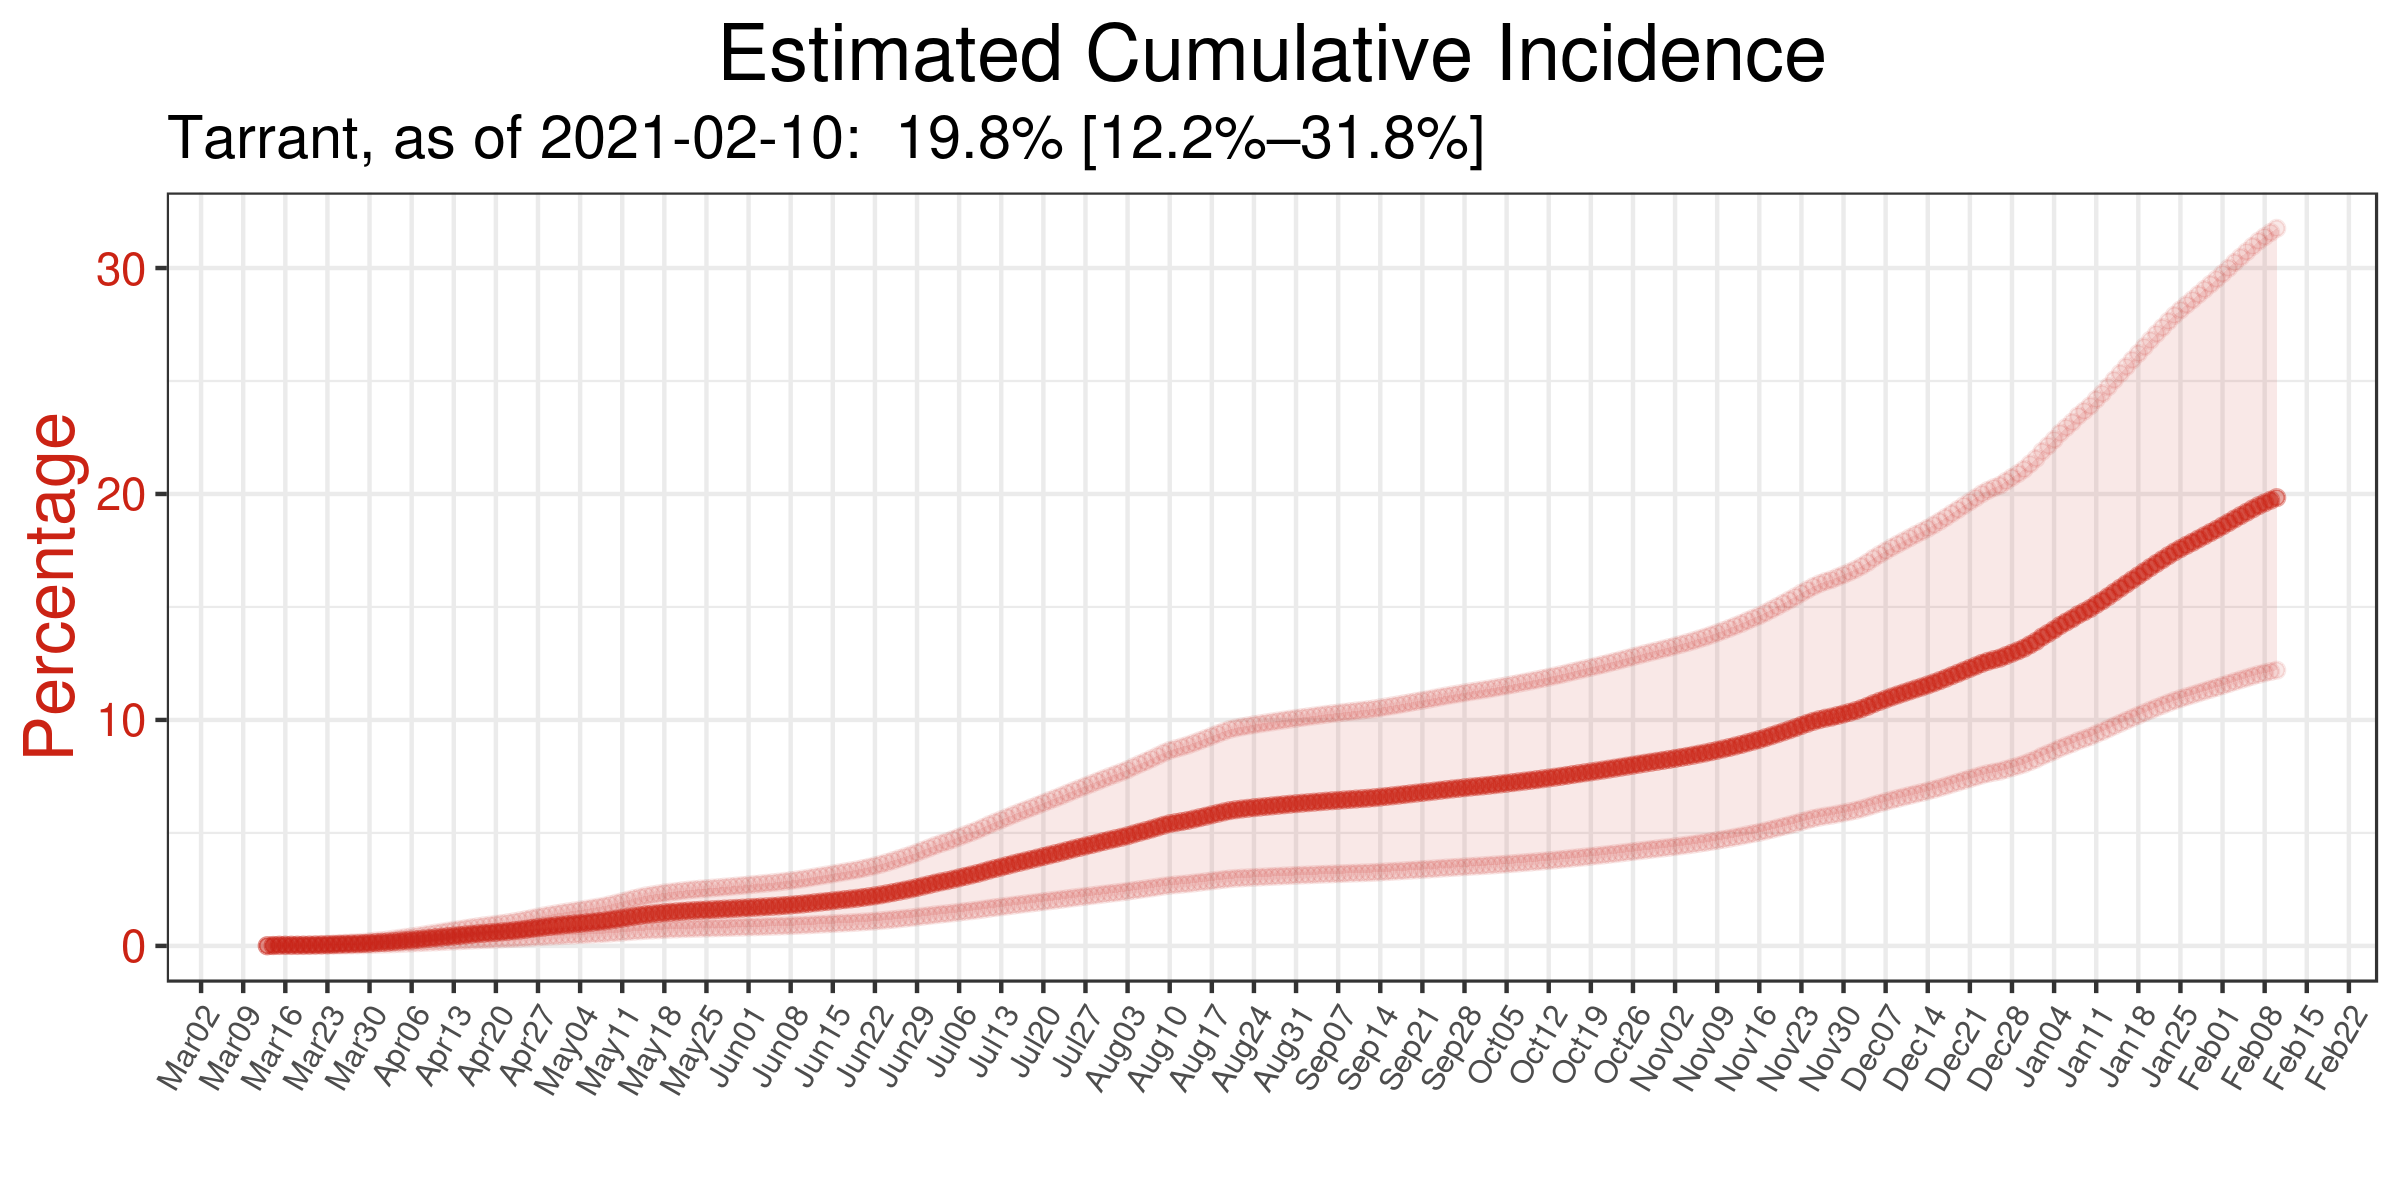 Estimated Cumulative Incidence
Tarrant, as of 2021-02-10:  19.8% [12.2%–31.8%]
Percentage
30
20
10
0
Mar02
Mar09
Mar16
Mar23
Mar30
Apr06
Apr13
Apr20
Apr27
May04
May11
May18
May25
Jun01
Jun08
Jun15
Jun22
Jun29
Jul06
Jul13
Jul20
Jul27
Aug03
Aug10
Aug17
Aug24
Aug31
Sep07
Sep14
Sep21
Sep28
Oct05
Oct12
Oct19
Oct26
Nov02
Nov09
Nov16
Nov23
Nov30
Dec07
Dec14
Dec21
Dec28
Jan04
Jan11
Jan18
Jan25
Feb01
Feb08
Feb15
Feb22